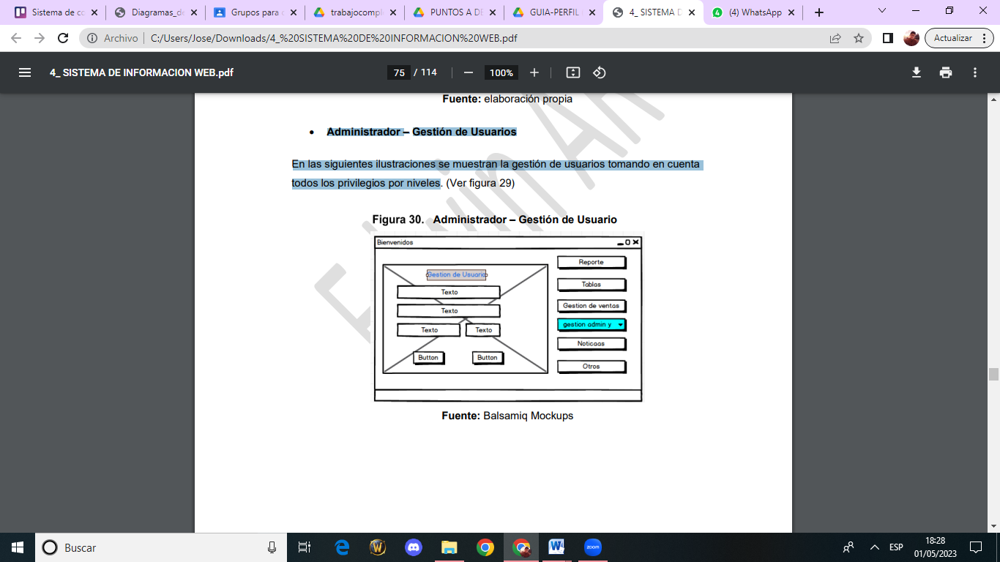 Sistema de co
Diagramas_de
Grupos para c
trabajocompl
PUNTOS A DE
GUIA-PERFIL
4_ SISTEMA D
(4) WhatsApp
Archivo
C:/Users/Jose/Downloads/4_%20SISTEMA%20DE%20INFORMACION%20WEB.pdf
Actualizar
4_ SISTEMA DE INFORMACION WEB.pdf
75 / 114
100%
Fuente: elaboración propia
• Administrador – Gestión de Usuarios
En las siguientes ilustraciones se muestran la gestión de usuarios tomando en cuenta
todos los privilegios por niveles. (Ver figura 29)
Figura 30. Administrador – Gestión de Usuario
Bienvenidos
Gestion de Usuario
Texto
Texto
Texto Texto
Button Button
Reporte
Tablas
Gestion de ventas
gestion admin y
Noticaas
Otros
Fuente: Balsamiq Mockups
Buscar
ESP
18:28
01/05/2023